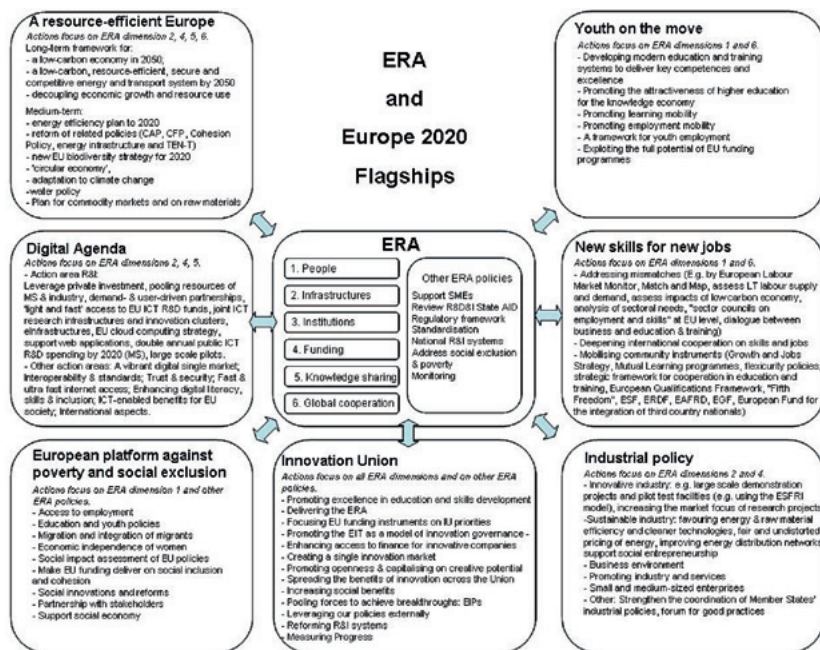 A resource-efficient Europe
Actions focus on ERA dimension 2, 4, 5, 6.
Long-term framework for:
- a low-carbon economy in 2050;
- a low-carbon, resource-efficient, secure and
competitive energy and transport system by 2050
- decoupling economic growth and resource use
Medium-term:
- energy efficiency plan to 2020
- reform of related policies (CAP, CFP, Cohesion
Policy, energy infrastructure and TEN-T)
- new EU biodiversity strategy for 2020
- 'circular economy',
- adaptation to climate change
-water policy
- Plan for commodity markets and on raw materials
ERA
and
Europe 2020
Flagships
Youth on the move
Actions focus on ERA dimensions 1 and 6.
- Developing modern education and training
systems to deliver key competences and
excellence
- Promoting the attractiveness of higher education
for the knowledge economy
- Promoting learning mobility
- Promoting employment mobility
- A framework for youth employment
- Exploiting the full potential of EU funding
programmes
Digital Agenda
Actions focus on ERA dimensions 2, 4, 5.
- Action area R&I:
Leverage private investment, pooling resources of
MS & industry, demand- & user-driven partnerships,
'light and fast' access to EU ICT R&D funds, joint ICT
research infrastructures and innovation clusters,
eInfrastructures, EU cloud computing strategy,
support web applications, double annual public ICT
R&D spending by 2020 (MS), large scale pilots.
- Other action areas: A vibrant digital single market;
Interoperability & standards; Trust & security; Fast &
ultra fast internet access; Enhancing digital literacy,
skills & inclusion; ICT-enabled benefits for EU
society; International aspects.
ERA
1. People
2. Infrastructures
3. Institutions
4. Funding
5. Knowledge sharing
6. Global cooperation
Other ERA policies
Support SMEs
Review R&D&I State AID
Regulatory framework
Standardisation
National R&I systems
Address social exclusion
& poverty
Monitoring
New skills for new jobs
Actions focus on ERA dimensions 1 and 6.
- Addressing mismatches (E.g. by European Labour
Market Monitor, Match and Map, assess LT labour supply
and demand, assess impacts of lowcarbon economy,
analysis of sectoral needs, "sector councils on
employment and skills" at EU level, dialogue between
business and education & training)
- Deepening international cooperation on skills and jobs
- Mobilising community instruments (Growth and Jobs
Strategy, Mutual Learning programmes, flexicurity policies,
strategic framework for cooperation in education and
training, European Qualifications Framework, "Fifth
Freedom", ESF, ERDF, EAFRD, EGF, European Fund for
the integration of third country nationals)
European platform against
poverty and social exclusion
Actions focus on ERA dimension 1 and other ERA
policies.
- Access to employment
- Education and youth policies
- Migration and integration of migrants
- Economic independence of women
- Social impact assessment of EU policies
- Make EU funding deliver on social inclusion
and cohesion
- Social innovations and reforms
- Partnership with stakeholders
- Support social economy
Innovation Union
Actions focus on all ERA dimensions and on other ERA
policies.
- Promoting excellence in education and skills development
- Delivering the ERA
- Focusing EU funding instruments on IU priorities
- Promoting the EIT as a model of innovation governance -
- Enhancing access to finance for innovative companies
- Creating a single innovation market
- Promoting openness & capitalising on creative potential
- Spreading the benefits of innovation across the Union
- Increasing social benefits
- Pooling forces to achieve breakthroughs: EIPs
- Leveraging our policies externally
- Reforming R&I systems
- Measuring Progress
Industrial policy
Actions focus on ERA dimensions 2 and 4.
- Innovative industry: e.g. large scale demonstration
projects and pilot test facilities (e.g. using the ESFRI
model), increasing the market focus of research projects
-Sustainable industry: favouring energy & raw material
efficiency and cleaner technologies, fair and undistorted
pricing of energy, improving energy distribution networks,
support social entrepreneurship
- Business environment
- Promoting industry and services
- Small and medium-sized enterprises
- Other: Strengthen the coordination of Member States'
industrial policies, forum for good practices